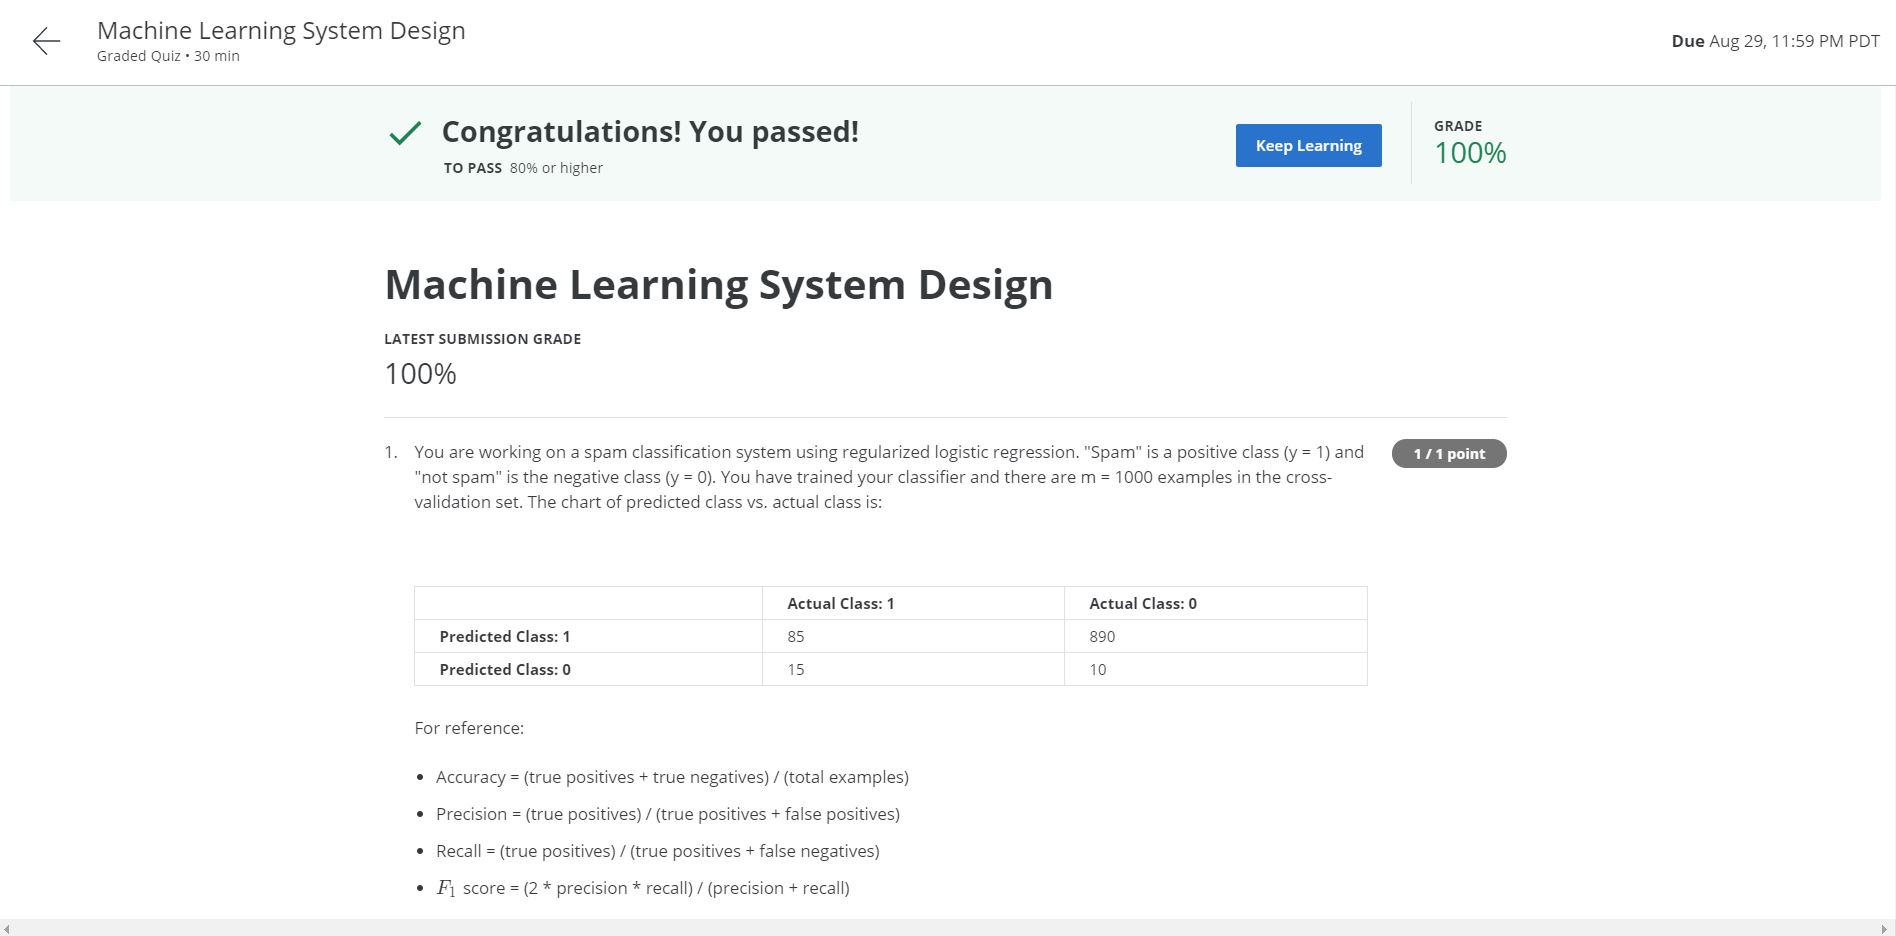 Machine Learning System Design
Graded Quiz • 30 min
Due Aug 29, 11:59 PM PDT
Congratulations! You passed!
TO PASS 80% or higher
Keep Learning
GRADE
100%
Machine Learning System Design
LATEST SUBMISSION GRADE
100%
1. You are working on a spam classification system using regularized logistic regression. "Spam" is a positive class (y = 1) and
"not spam" is the negative class (y = 0). You have trained your classifier and there are m = 1000 examples in the cross-
validation set. The chart of predicted class vs. actual class is:
1 / 1 point
Actual Class: 1 Actual Class: 0
Predicted Class: 1 85 890
Predicted Class: 0 15 10
For reference:
• Accuracy = (true positives + true negatives) / (total examples)
• Precision = (true positives) / (true positives + false positives)
• Recall = (true positives) / (true positives + false negatives)
• F₁ score = (2 * precision * recall) / (precision + recall)